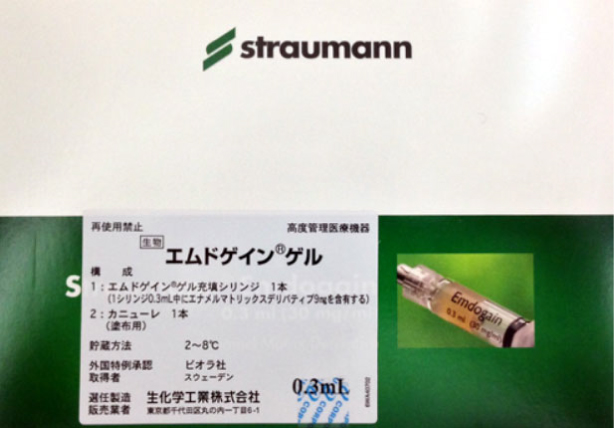 straumann
再使用禁止
高度管理医療機器
生物
エムドゲイン®ゲル
構 成
1：エムドゲイン®ゲル充填シリンジ 1本
(1シリンジ0.3mL中にエナメルマトリックスデリバティブ9mgを含有する)
2：カニューレ 1本
(塗布用)
貯蔵方法 2～8℃
外国特例承認 ビオラ社
取得者 スウェーデン
選任製造 生化学工業株式会社
販売業者 東京都千代田区丸の内一丁目6-1
0.3mL
Emdogain
0.3 ml (30 mg/ml)